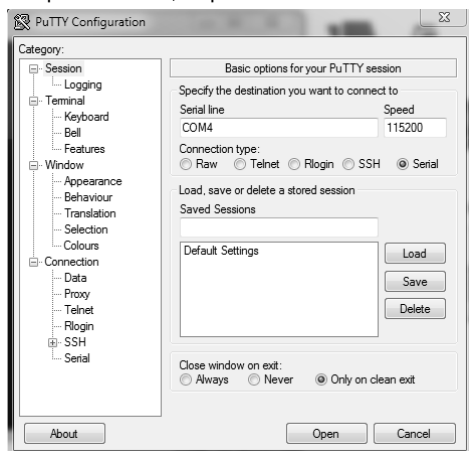 PuTTY Configuration
Category:
Session
Logging
Terminal
Keyboard
Bell
Features
Window
Appearance
Behaviour
Translation
Selection
Colours
Connection
Data
Proxy
Telnet
Rlogin
SSH
Serial
Basic options for your PuTTY session
Specify the destination you want to connect to
Serial line Speed
COM4 115200
Connection type:
Raw Telnet Rlogin SSH Serial
Load, save or delete a stored session
Saved Sessions
Default Settings
Load
Save
Delete
Close window on exit:
Always Never Only on clean exit
About Open Cancel